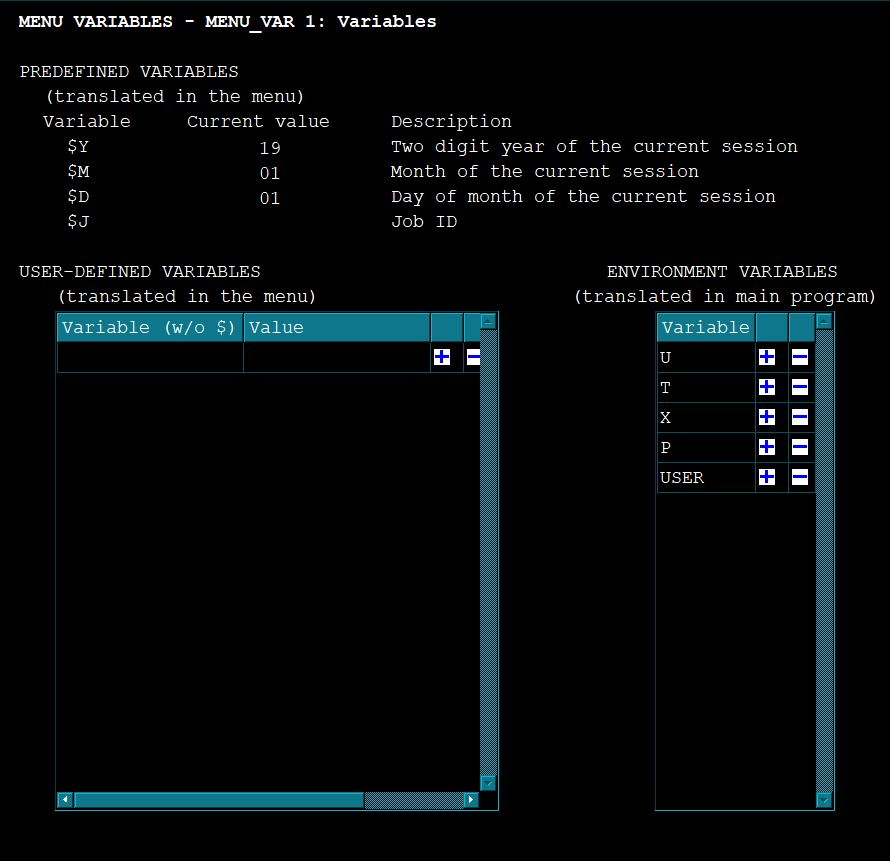 MENU VARIABLES - MENU_VAR 1: Variables
PREDEFINED VARIABLES
(translated in the menu)
Variable Current value Description
$Y 19 Two digit year of the current session
$M 01 Month of the current session
$D 01 Day of month of the current session
$J Job ID
USER-DEFINED VARIABLES ENVIRONMENT VARIABLES
(translated in the menu) (translated in main program)
Variable (w/o $) Value Variable
U
T
X
P
USER